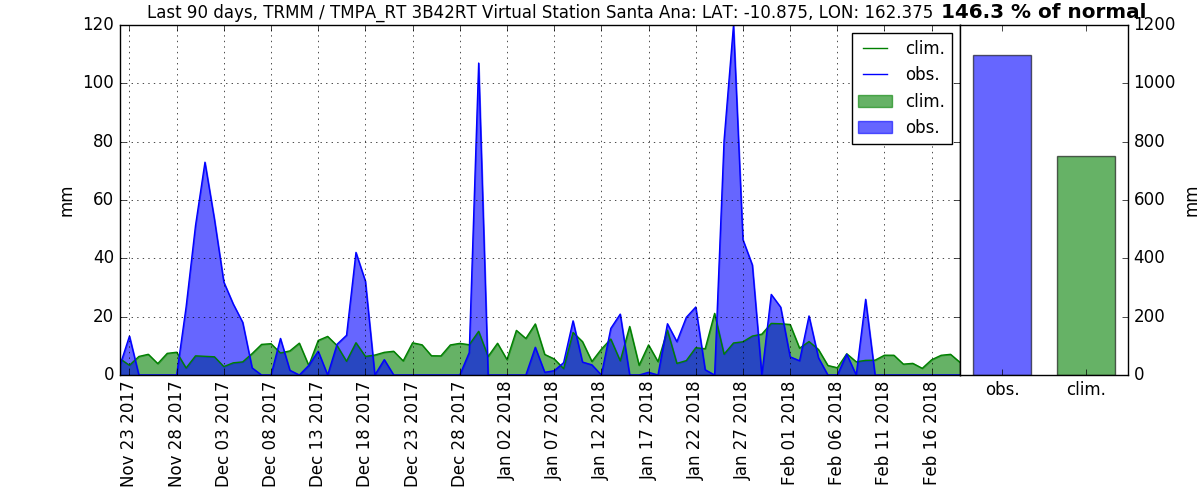 Last 90 days, TRMM / TMPA_RT 3B42RT Virtual Station Santa Ana: LAT: -10.875, LON: 162.375
146.3 % of normal
120
100
80
60
40
20
0
mm
clim.
obs.
clim.
obs.
1200
1000
800
600
400
200
0
mm
Nov 23 2017
Nov 28 2017
Dec 03 2017
Dec 08 2017
Dec 13 2017
Dec 18 2017
Dec 23 2017
Dec 28 2017
Jan 02 2018
Jan 07 2018
Jan 12 2018
Jan 17 2018
Jan 22 2018
Jan 27 2018
Feb 01 2018
Feb 06 2018
Feb 11 2018
Feb 16 2018
obs.
clim.